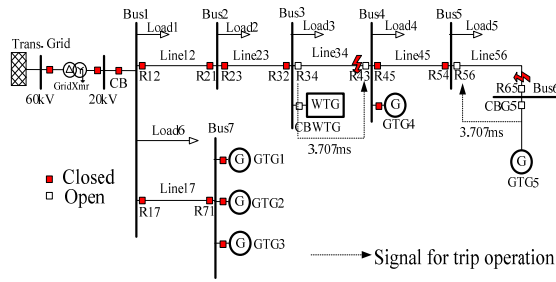 Bus1
Bus2
Bus3
Bus4
Bus5
Load1
Load2
Load3
Load4
Load5
Trans. Grid
Line12
Line23
Line34
Line45
Line56
60kV
GridXmr
20kV
CB
R12
R21
R23
R32
R34
R43
R45
R54
R56
R65
Bus6
CBG5
WTG
CBWTG
G
GTG4
3.707ms
3.707ms
G
GTG5
Load6
Bus7
G
GTG1
Closed
Open
Line17
R17
R71
G
GTG2
G
GTG3
Signal for trip operation